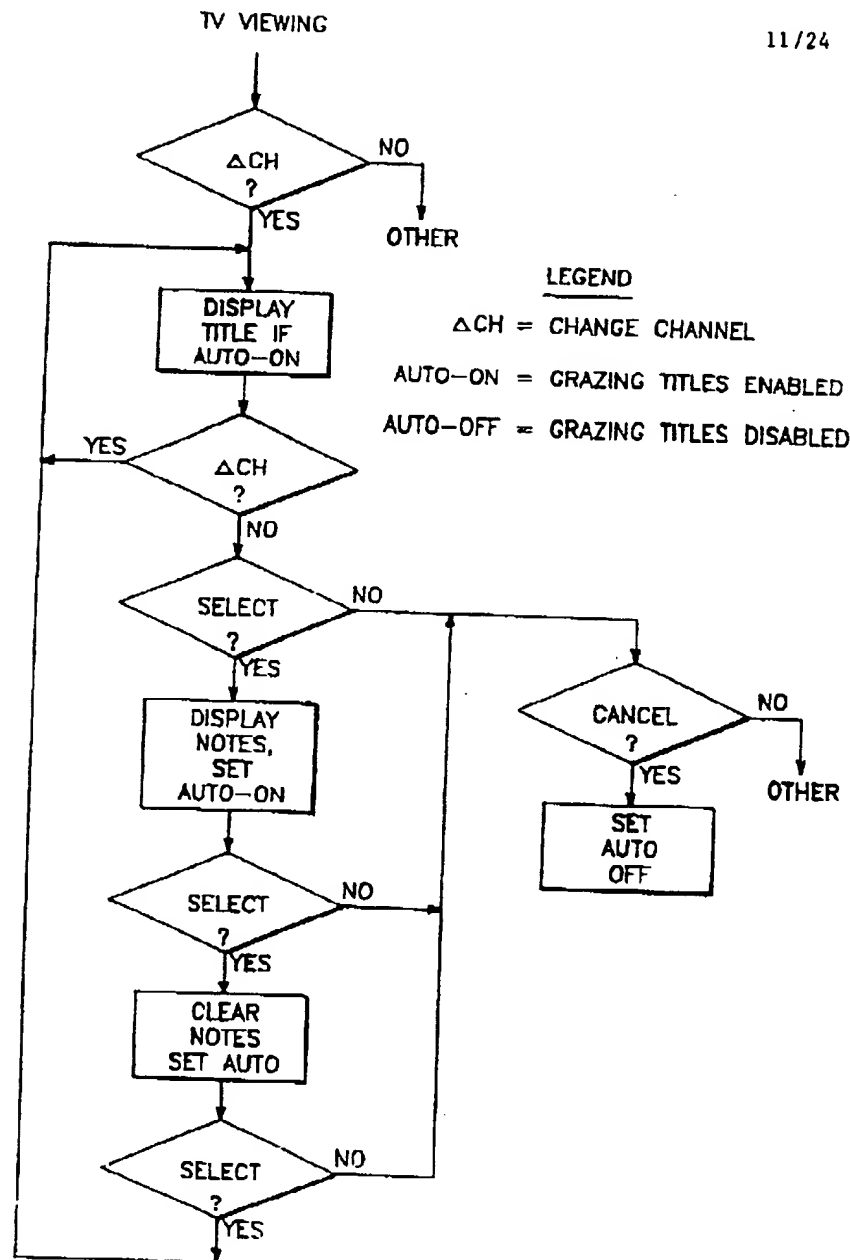 TV VIEWING
11/24
ΔCH
?
NO
YES
OTHER
LEGEND
ΔCH = CHANGE CHANNEL
AUTO-ON = GRAZING TITLES ENABLED
AUTO-OFF = GRAZING TITLES DISABLED
DISPLAY
TITLE IF
AUTO-ON
YES
ΔCH
?
NO
SELECT
?
NO
YES
DISPLAY
NOTES,
SET
AUTO-ON
CANCEL
?
NO
YES
OTHER
SET
AUTO
OFF
SELECT
?
NO
YES
CLEAR
NOTES
SET AUTO
SELECT
?
NO
YES